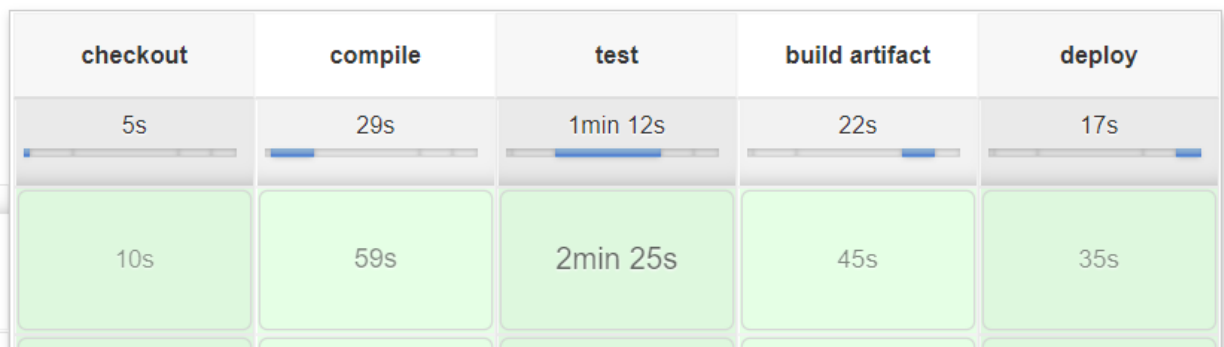 checkout compile test build artifact deploy
5s 29s 1min 12s 22s 17s
10s 59s 2min 25s 45s 35s